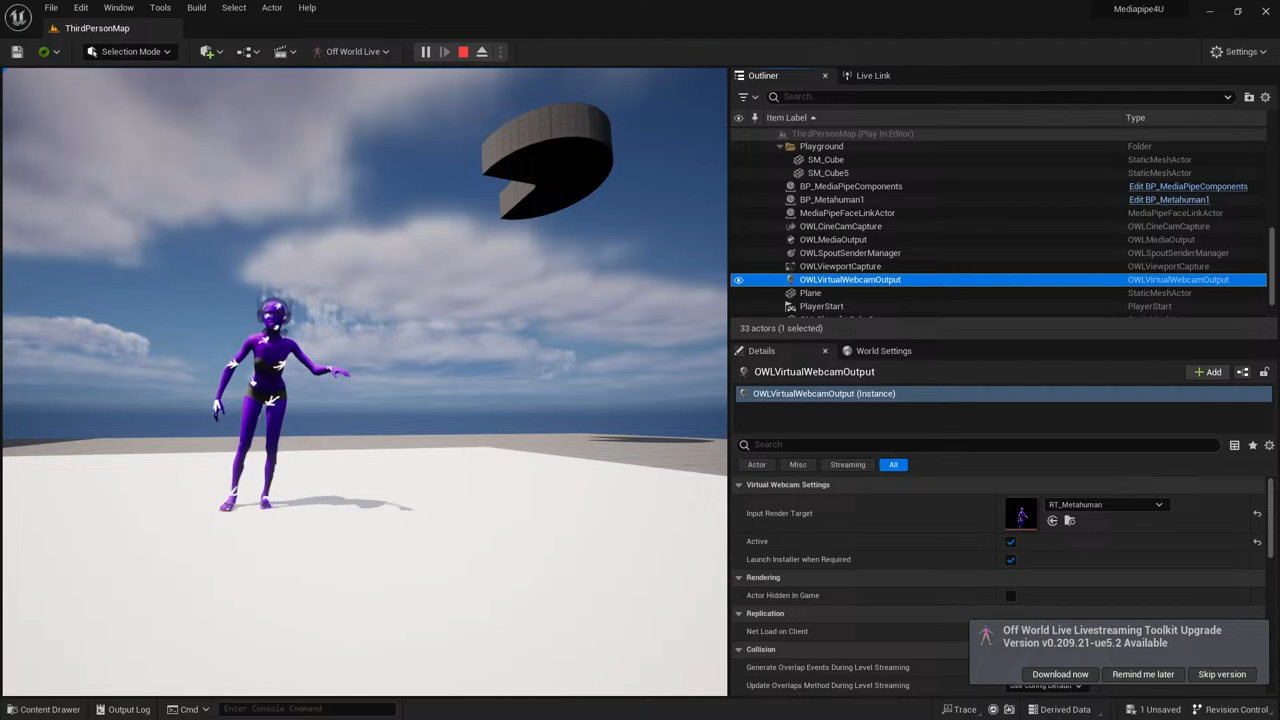 File Edit Window Tools Build Select Actor Help
Mediapipe4U
ThirdPersonMap
Selection Mode
Off World Live
Settings
Outliner
Live Link
Search...
Item Label
Type
ThirdPersonMap (Play In Editor)
Playground Folder
SM_Cube StaticMeshActor
SM_Cube5 StaticMeshActor
BP_MediaPipeComponents Edit BP_MediaPipeComponents
BP_Metahuman1 Edit BP_Metahuman1
MediaPipeFaceLinkActor MediaPipeFaceLinkActor
OWLCineCamCapture OWLCineCamCapture
OWLMediaOutput OWLMediaOutput
OWLSpoutSenderManager OWLSpoutSenderManager
OWLViewportCapture OWLViewportCapture
OWLVirtualWebcamOutput OWLVirtualWebcamOutput
Plane StaticMeshActor
PlayerStart PlayerStart
33 actors (1 selected)
Details
World Settings
OWLVirtualWebcamOutput
Add
OWLVirtualWebcamOutput (Instance)
Search
Actor Misc Streaming All
Virtual Webcam Settings
Input Render Target
RT_Metahuman
Active
Launch Installer when Required
Rendering
Actor Hidden In Game
Replication
Net Load on Client
Collision
Generate Overlap Events During Level Streaming
Update Overlaps Method During Level Streaming
Use Config Default
Off World Live Livestreaming Toolkit Upgrade
Version v0.209.21-ue5.2 Available
Download now Remind me later Skip version
Content Drawer
Output Log
Cmd
Enter Console Command
Trace
Derived Data
1 Unsaved
Revision Control